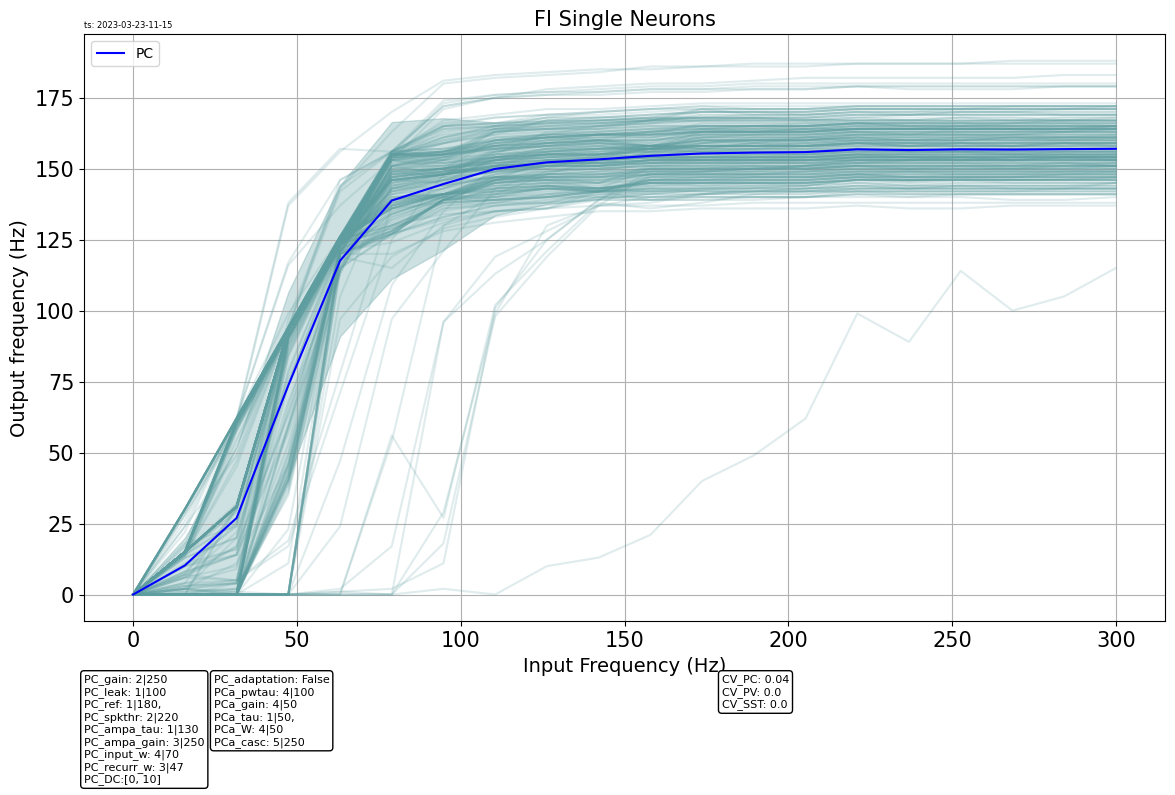 FI Single Neurons
ts: 2023-03-23-11-15
PC
Output frequency (Hz)
175
150
125
100
75
50
25
0
0 50 100 150 200 250 300
Input Frequency (Hz)
PC_gain: 2|250
PC_leak: 1|100
PC_ref: 1|180,
PC_spkthr: 2|220
PC_ampa_tau: 1|130
PC_ampa_gain: 3|250
PC_input_w: 4|70
PC_recurr_w: 3|47
PC_DC:[0, 10]
PC_adaptation: False
PCa_pwtau: 4|100
PCa_gain: 4|50
PCa_tau: 1|50,
PCa_W: 4|50
PCa_casc: 5|250
CV_PC: 0.04
CV_PV: 0.0
CV_SST: 0.0